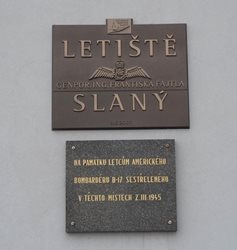 LETIŠTĚ
GENPOR. ING. FRANTIŠKA FAJTLA
SLANÝ
NA PAMÁTKU LETCŮM AMERICKÉHO
BOMBARDÉRU B-17 SESTŘELENÉHO
V TĚCHTO MÍSTECH 2.III.1945